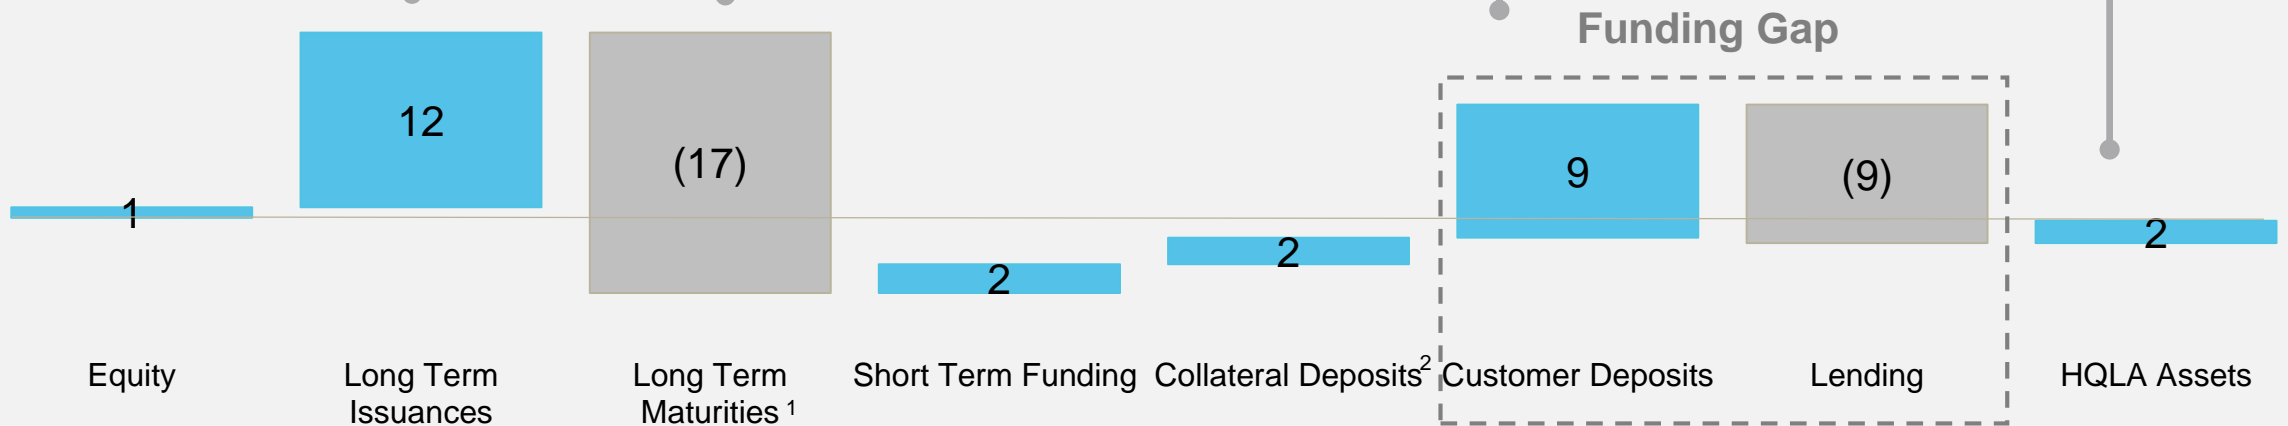 Funding Gap
12
(17)
9
(9)
1
2
2
2
Equity
Long Term
Issuances
Long Term
Maturities 1
Short Term Funding
Collateral Deposits2
Customer Deposits
Lending
HQLA Assets